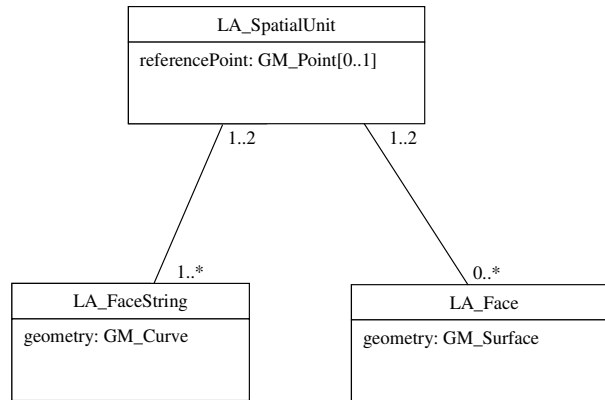 LA_SpatialUnit
referencePoint: GM_Point[0..1]
1..2
1..2
1..*
0..*
LA_FaceString
geometry: GM_Curve
LA_Face
geometry: GM_Surface